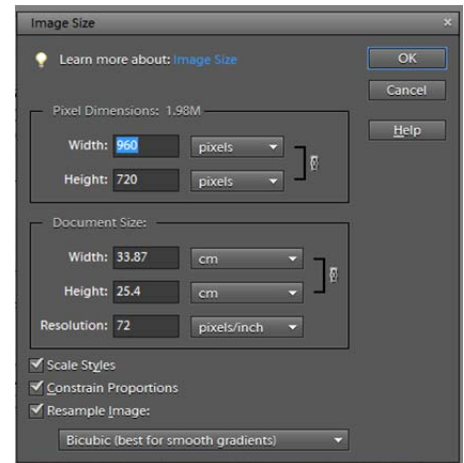 Image Size
Learn more about: Image Size
OK
Cancel
Help
Pixel Dimensions: 1.98M
Width: 960 pixels
Height: 720 pixels
Document Size:
Width: 33.87 cm
Height: 25.4 cm
Resolution: 72 pixels/inch
Scale Styles
Constrain Proportions
Resample Image:
Bicubic (best for smooth gradients)